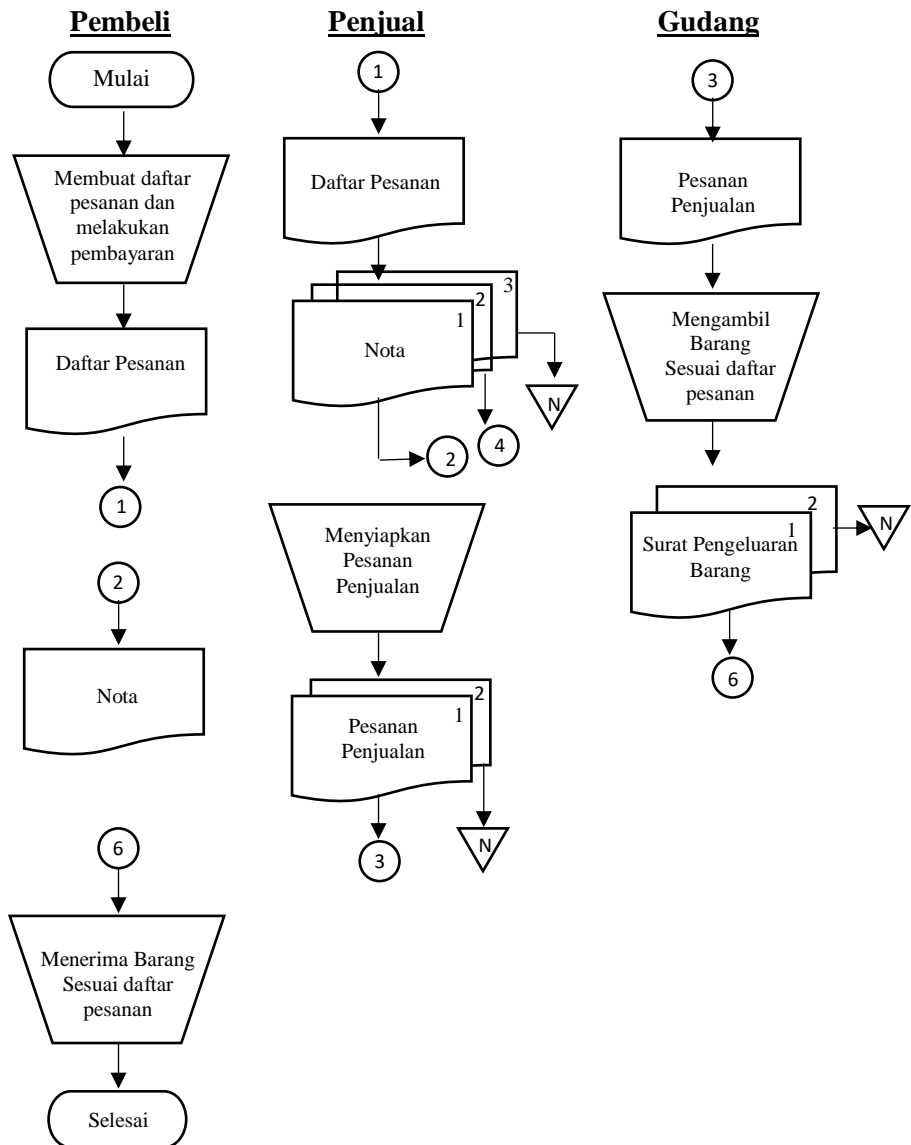 Pembeli
Mulai
Membuat daftar
pesanan dan
melakukan
pembayaran
Daftar Pesanan
1
2
Nota
6
Menerima Barang
Sesuai daftar
pesanan
Selesai
Penjual
1
Daftar Pesanan
3
2
1
Nota
N
4
2
Menyiapkan
Pesanan
Penjualan
2
1
Pesanan
Penjualan
N
3
Gudang
3
Pesanan
Penjualan
Mengambil
Barang
Sesuai daftar
pesanan
2
1
N
Surat Pengeluaran
Barang
6